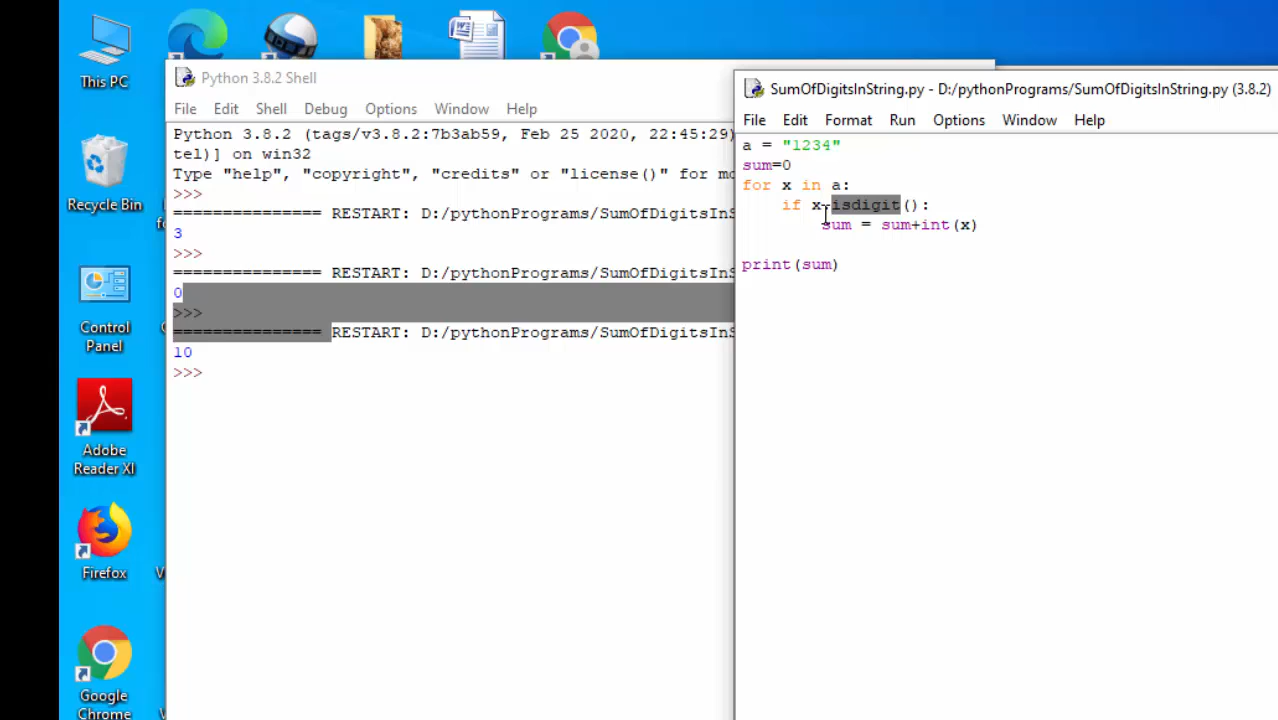 This PC
Recycle Bin
Control
Panel
Adobe
Reader XI
Firefox
Google
Chrome
Python 3.8.2 Shell
File Edit Shell Debug Options Window Help
Python 3.8.2 (tags/v3.8.2:7b3ab59, Feb 25 2020, 22:45:29)
tel)] on win32
Type "help", "copyright", "credits" or "license()" for mo
>>>
=============== RESTART: D:/pythonPrograms/SumOfDigitsInS
3
>>>
=============== RESTART: D:/pythonPrograms/SumOfDigitsInS
0
>>>
=============== RESTART: D:/pythonPrograms/SumOfDigitsInS
10
>>>
SumOfDigitsInString.py - D:/pythonPrograms/SumOfDigitsInString.py (3.8.2)
File Edit Format Run Options Window Help
a = "1234"
sum=0
for x in a:
    if x.isdigit():
        sum = sum+int(x)
print(sum)